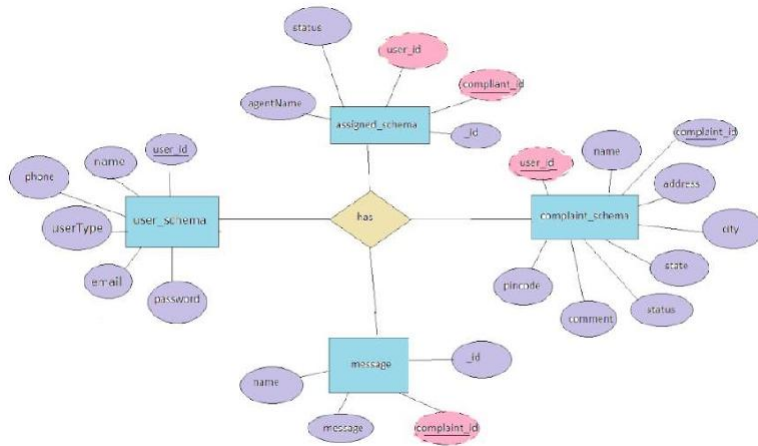 status
user_id
compliant_id
agentName
assigned_schema
_id
name
user_id
phone
user_schema
userType
email
password
has
user_id
name
complaint_id
address
complaint_schema
city
state
pincode
status
comment
message
_id
name
message
complaint_id